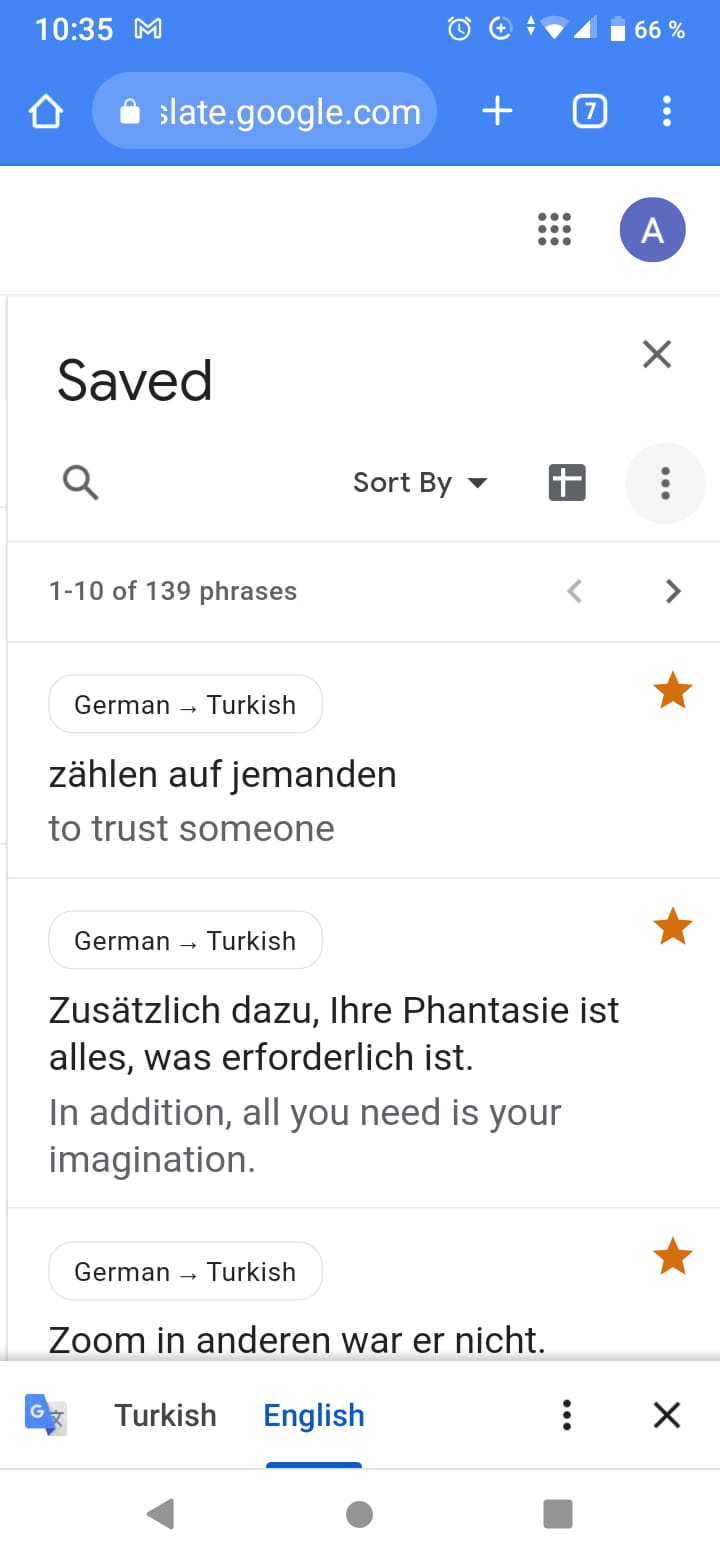 10:35
66 %
slate.google.com
7
A
Saved
Sort By
1-10 of 139 phrases
German → Turkish
zählen auf jemanden
to trust someone
German → Turkish
Zusätzlich dazu, Ihre Phantasie ist
alles, was erforderlich ist.
In addition, all you need is your
imagination.
German → Turkish
Zoom in anderen war er nicht.
G 文
Turkish English